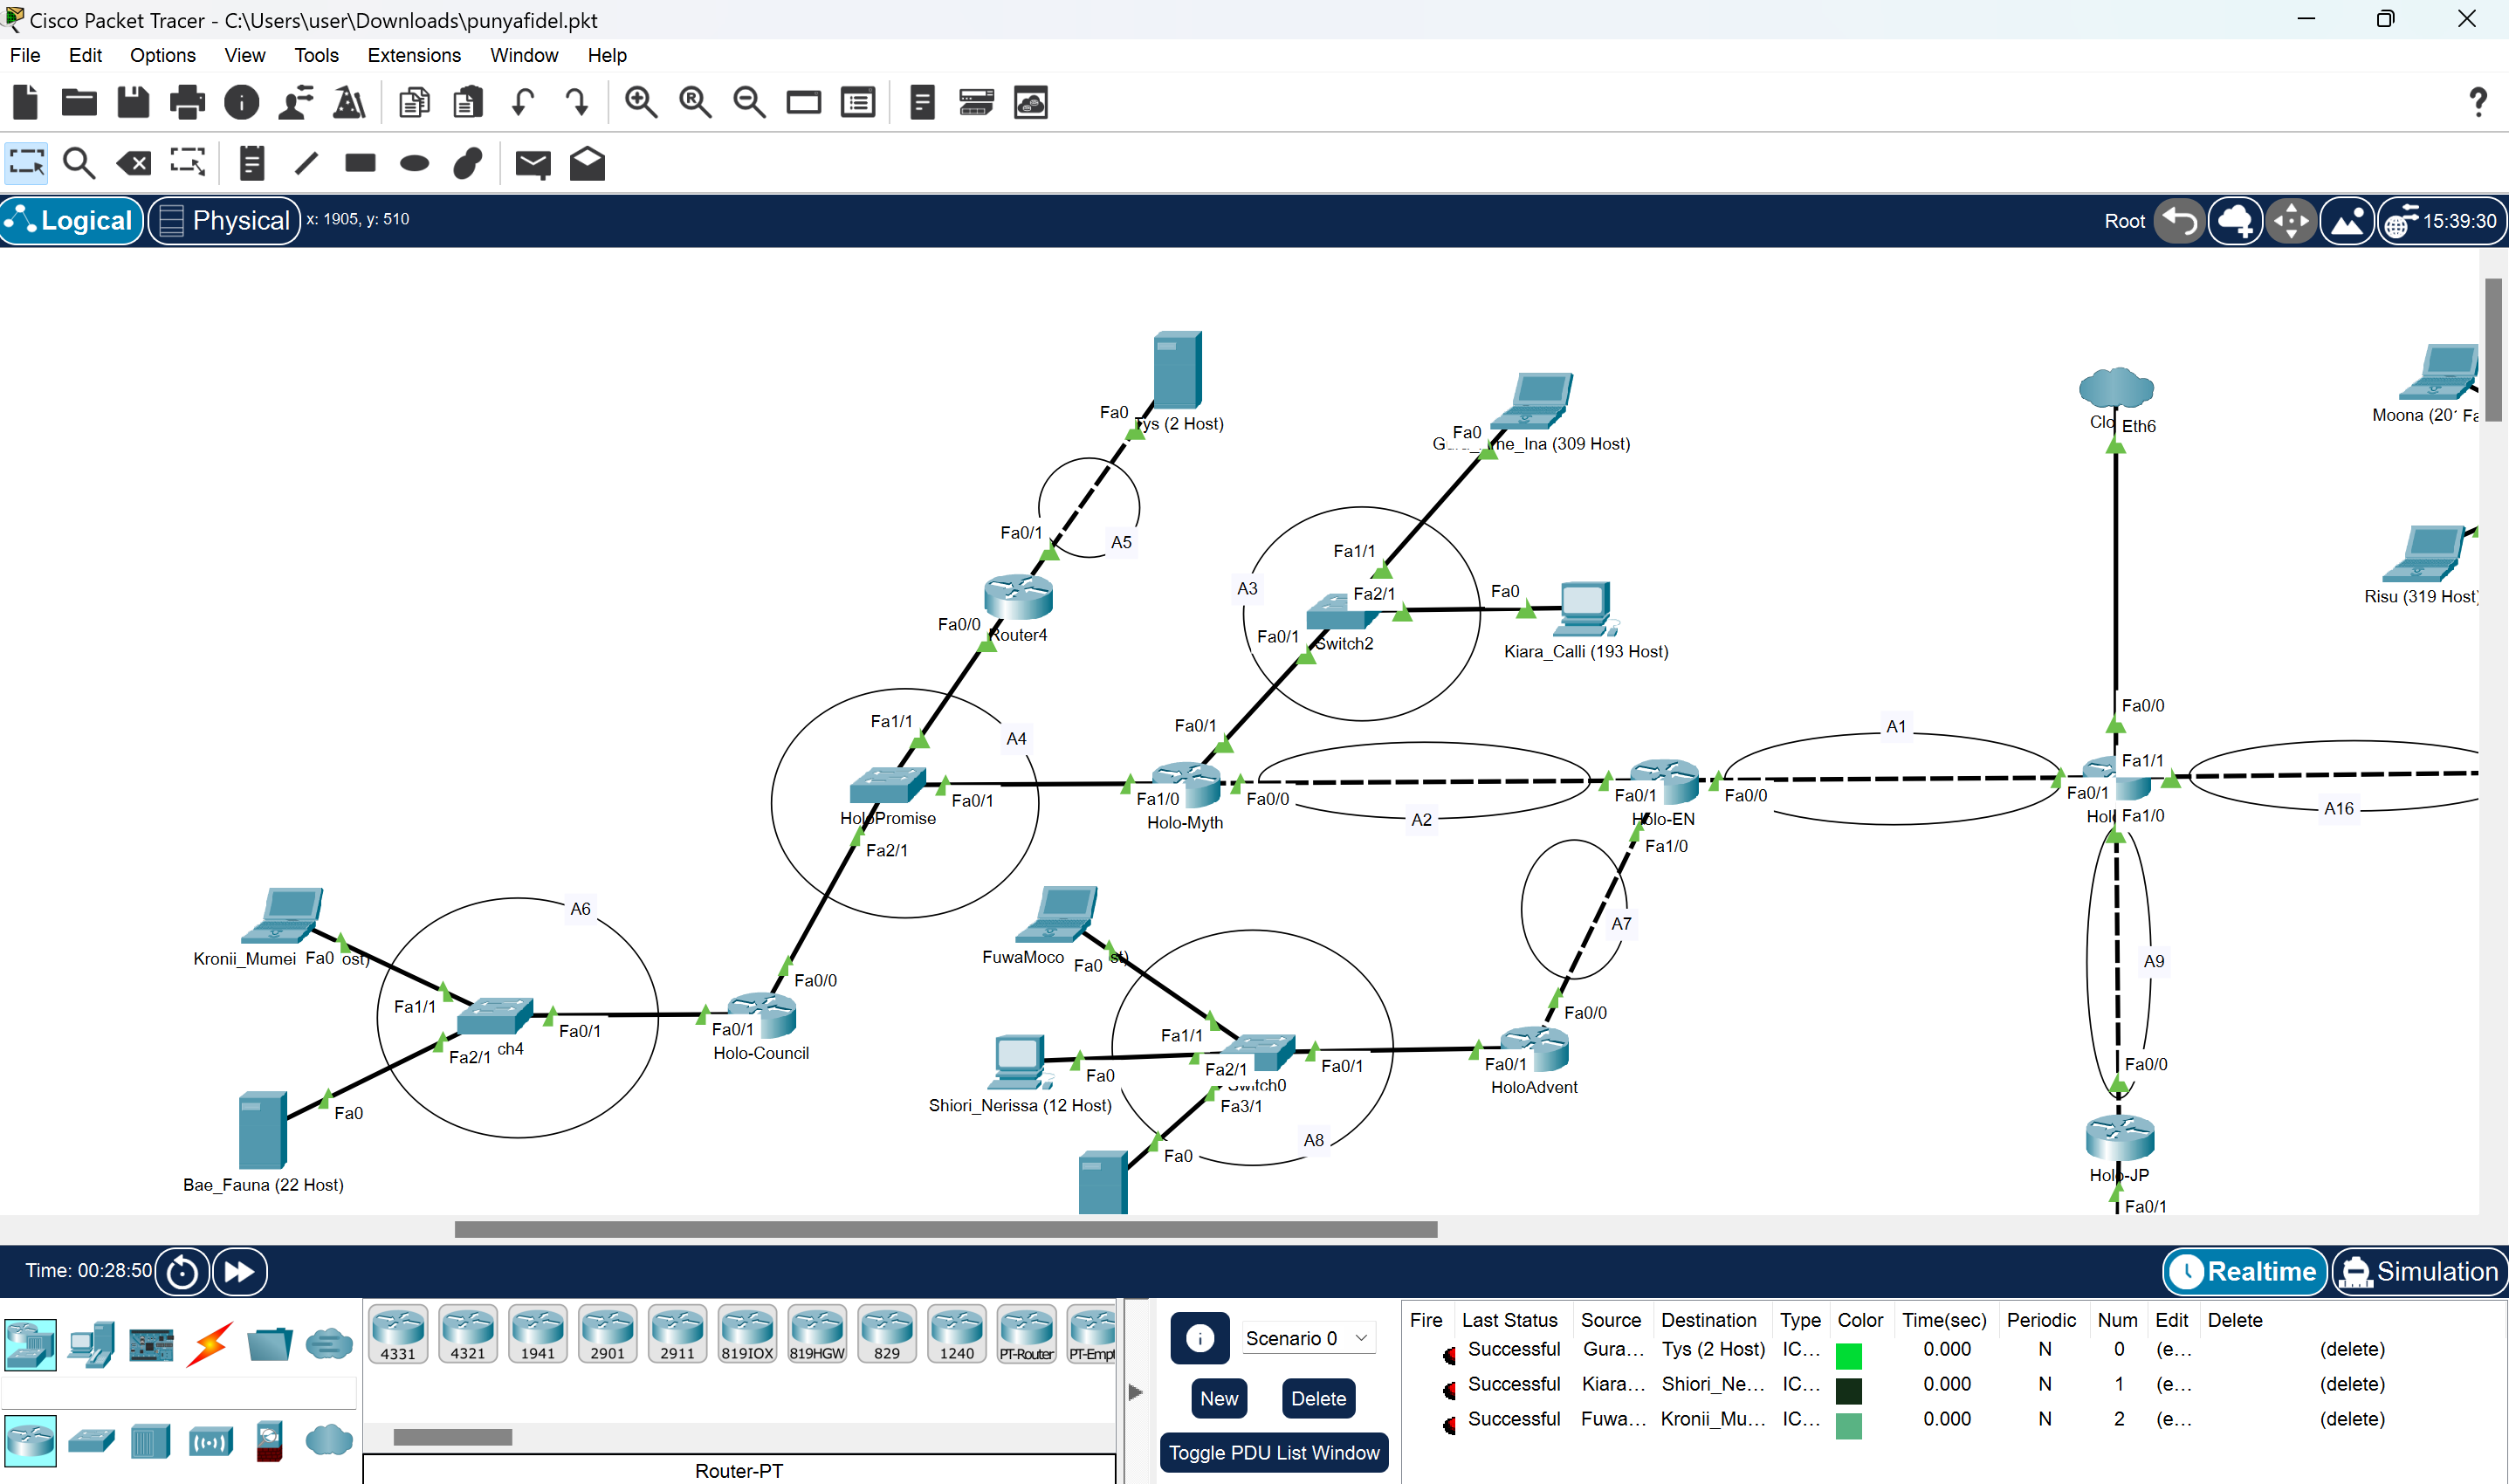 Cisco Packet Tracer - C:\Users\user\Downloads\punyafidel.pkt
File Edit Options View Tools Extensions Window Help
Logical Physical x: 1905, y: 510 Root 15:39:30
Fa0
Tys (2 Host)
Fa0
(309 Host)
Clo Eth6
Moona (20 Fa
Fa0/1
A5
Fa1/1
A3
Fa2/1
Fa0
Risu (319 Host
Fa0/0
Router4
Fa0/1
Switch2
Kiara_Calli (193 Host)
Fa1/1
A4
Fa0/1
A1
Fa0/0
Fa1/1
Fa0/1
Fa1/0
Fa0/0
Fa0/1
Fa0/0
Fa0/1
A16
HoloPromise
Holo-Myth
A2
Holo-EN
Hol Fa1/0
Fa2/1
Fa1/0
A6
A7
Kronii_Mumei Fa0 ost)
FuwaMoco Fa0 st)
A9
Fa0/0
Fa1/1
Fa0/0
Fa0/1
Fa0/1
Fa1/1
ch4
Fa2/1
Holo-Council
Fa0
Fa2/1
Fa0/1
Fa0/1
Fa0/0
Switch0
HoloAdvent
Shiori_Nerissa (12 Host)
Fa3/1
Fa0
A8
Fa0
Bae_Fauna (22 Host)
Holo-JP
Fa0/1
Time: 00:28:50 Realtime Simulation
4331 4321 1941 2901 2911 819IOX 819HGW 829 1240 PT-Router PT-Empt
Router-PT
Scenario 0
New Delete
Toggle PDU List Window
Fire Last Status Source Destination Type Color Time(sec) Periodic Num Edit Delete
Successful Gura... Tys (2 Host) IC... 0.000 N 0 (e... (delete)
Successful Kiara... Shiori_Ne... IC... 0.000 N 1 (e... (delete)
Successful Fuwa... Kronii_Mu... IC... 0.000 N 2 (e... (delete)